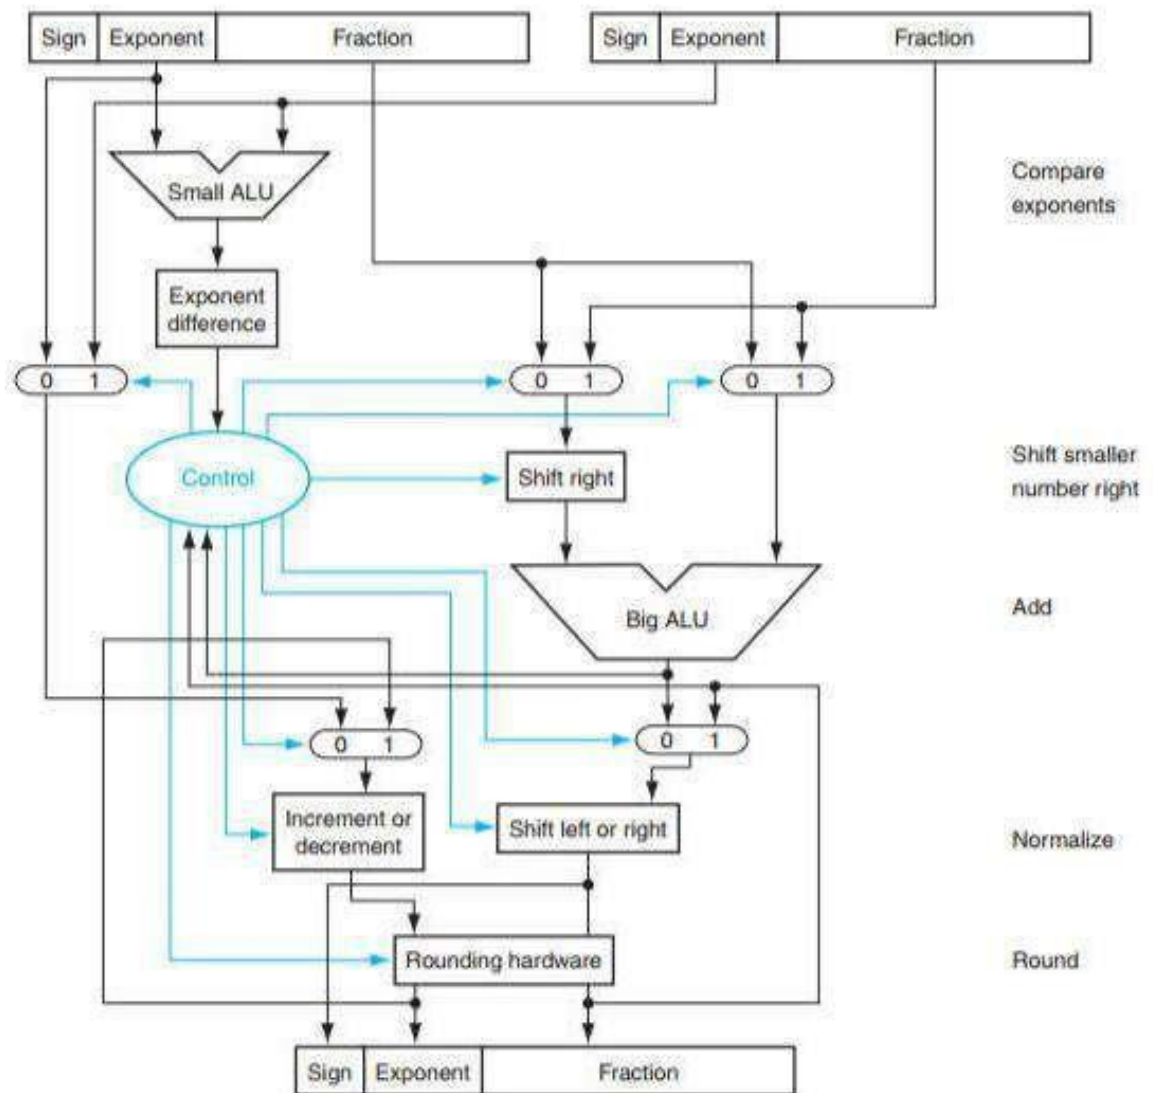 Sign Exponent Fraction Sign Exponent Fraction
Small ALU
Compare
exponents
Exponent
difference
0 1 0 1 0 1
Control
Shift right
Shift smaller
number right
Big ALU
Add
0 1 0 1
Increment or
decrement
Shift left or right
Normalize
Rounding hardware
Round
Sign Exponent Fraction